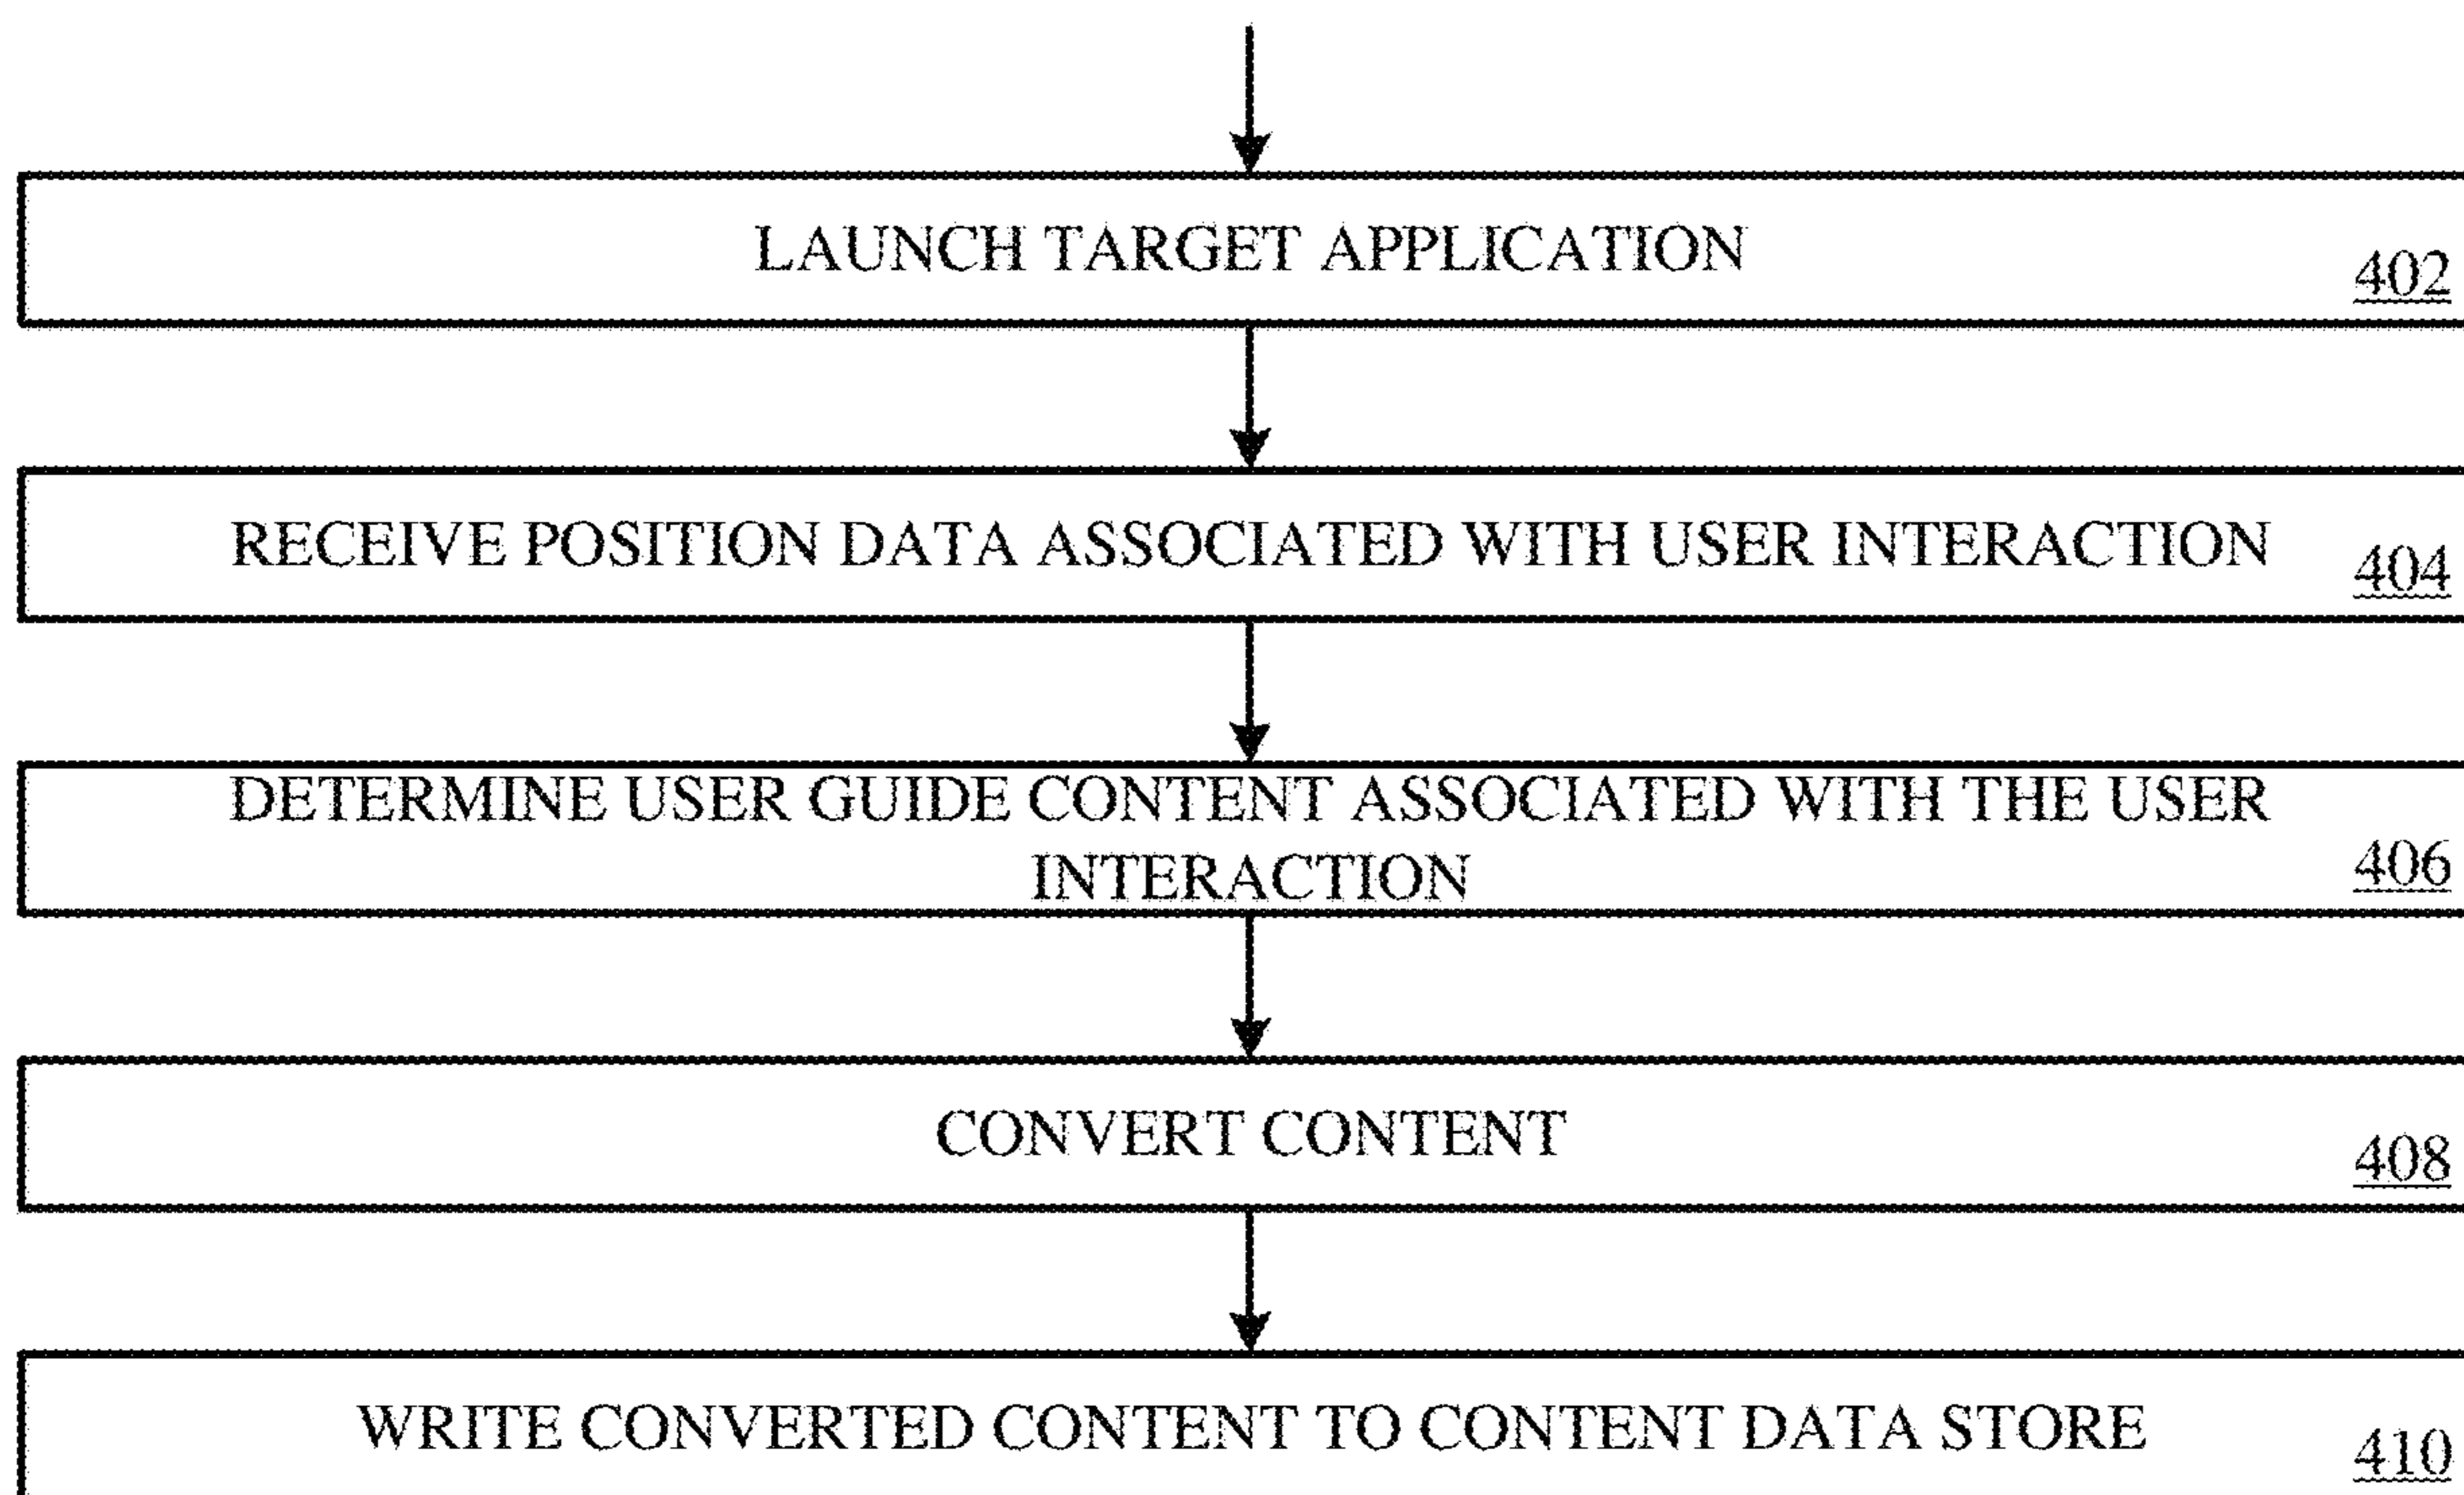 LAUNCH TARGET APPLICATION
402
RECEIVE POSITION DATA ASSOCIATED WITH USER INTERACTION
404
DETERMINE USER GUIDE CONTENT ASSOCIATED WITH THE USER
INTERACTION
406
CONVERT CONTENT
408
WRITE CONVERTED CONTENT TO CONTENT DATA STORE
410